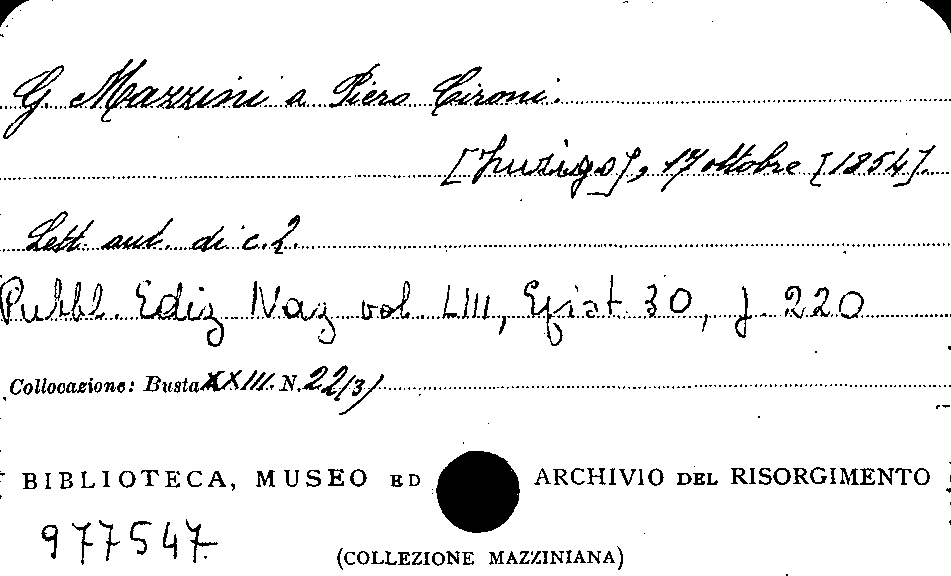 G. Mazzini a Piero Cironi.
[Zurigo], 17 ottobre [1854].
Lett. aut. di c. 2.
Pubbl. Ediz Naz vol. LIII, Epist. 30, p. 220
Collocazione: Busta XXIII. N. 22(3)
BIBLIOTECA, MUSEO ED ARCHIVIO DEL RISORGIMENTO
977547
(COLLEZIONE MAZZINIANA)